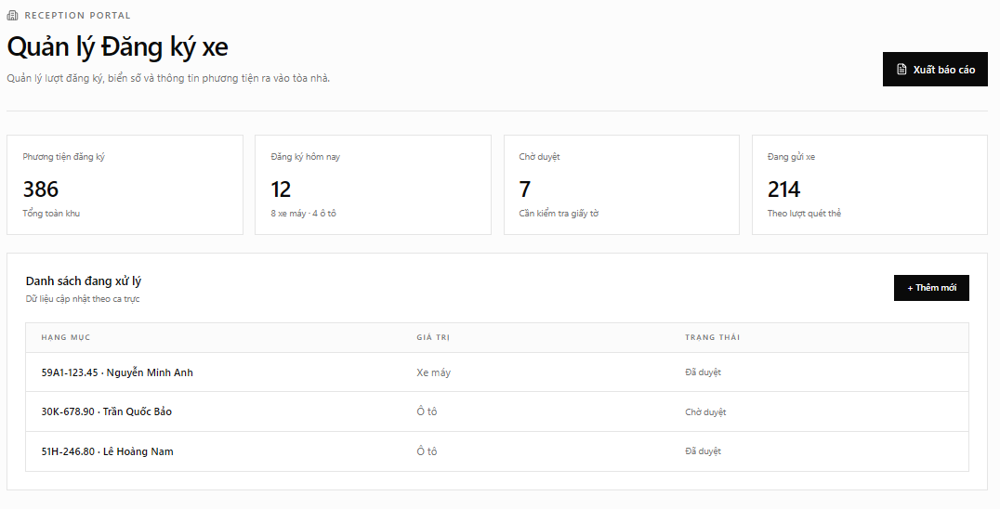 RECEPTION PORTAL
Quản lý Đăng ký xe
Quản lý lượt đăng ký, biển số và thông tin phương tiện ra vào tòa nhà.
Xuất báo cáo
Phương tiện đăng ký
386
Tổng toàn khu
Đăng ký hôm nay
12
8 xe máy · 4 ô tô
Chờ duyệt
7
Cần kiểm tra giấy tờ
Đang gửi xe
214
Theo lượt quét thẻ
Danh sách đang xử lý
Dữ liệu cập nhật theo ca trực
+ Thêm mới
HẠNG MỤC GIÁ TRỊ TRẠNG THÁI
59A1-123.45 · Nguyễn Minh Anh Xe máy Đã duyệt
30K-678.90 · Trần Quốc Bảo Ô tô Chờ duyệt
51H-246.80 · Lê Hoàng Nam Ô tô Đã duyệt